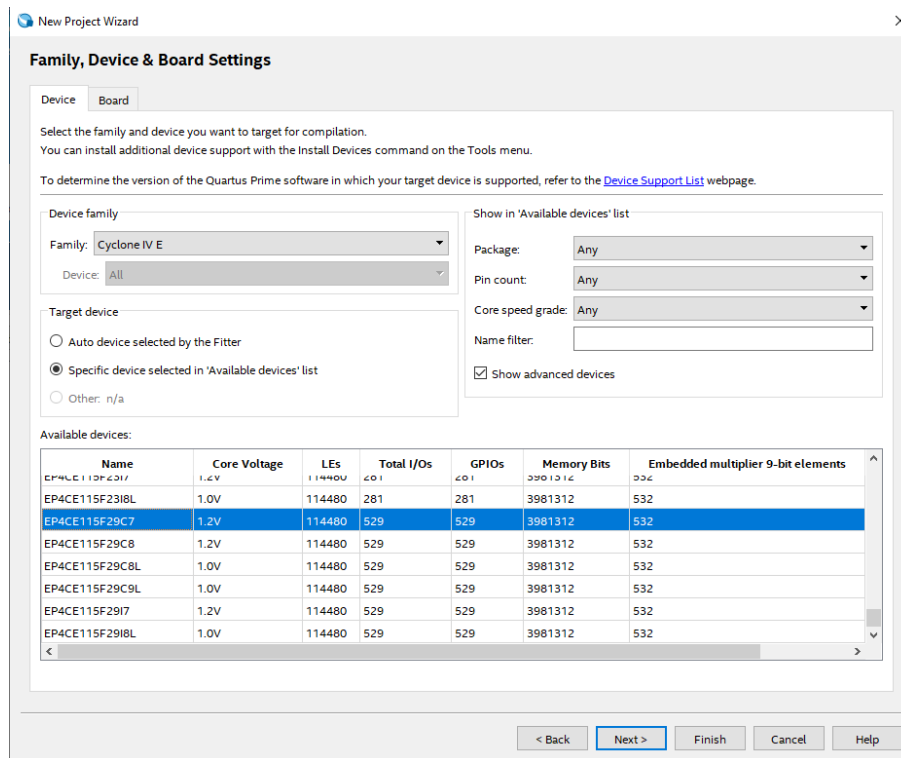 New Project Wizard
Family, Device & Board Settings
Device Board
Select the family and device you want to target for compilation.
You can install additional device support with the Install Devices command on the Tools menu.
To determine the version of the Quartus Prime software in which your target device is supported, refer to the Device Support List webpage.
Device family
Family: Cyclone IV E
Device: All
Target device
Auto device selected by the Fitter
Specific device selected in 'Available devices' list
Other: n/a
Show in 'Available devices' list
Package: Any
Pin count: Any
Core speed grade: Any
Name filter:
Show advanced devices
Available devices:
Name Core Voltage LEs Total I/Os GPIOs Memory Bits Embedded multiplier 9-bit elements
EP4CE115F23I7 1.2V 114480 281 281 3981312 532
EP4CE115F23I8L 1.0V 114480 281 281 3981312 532
EP4CE115F29C7 1.2V 114480 529 529 3981312 532
EP4CE115F29C8 1.2V 114480 529 529 3981312 532
EP4CE115F29C8L 1.0V 114480 529 529 3981312 532
EP4CE115F29C9L 1.0V 114480 529 529 3981312 532
EP4CE115F29I7 1.2V 114480 529 529 3981312 532
EP4CE115F29I8L 1.0V 114480 529 529 3981312 532
< Back Next > Finish Cancel Help